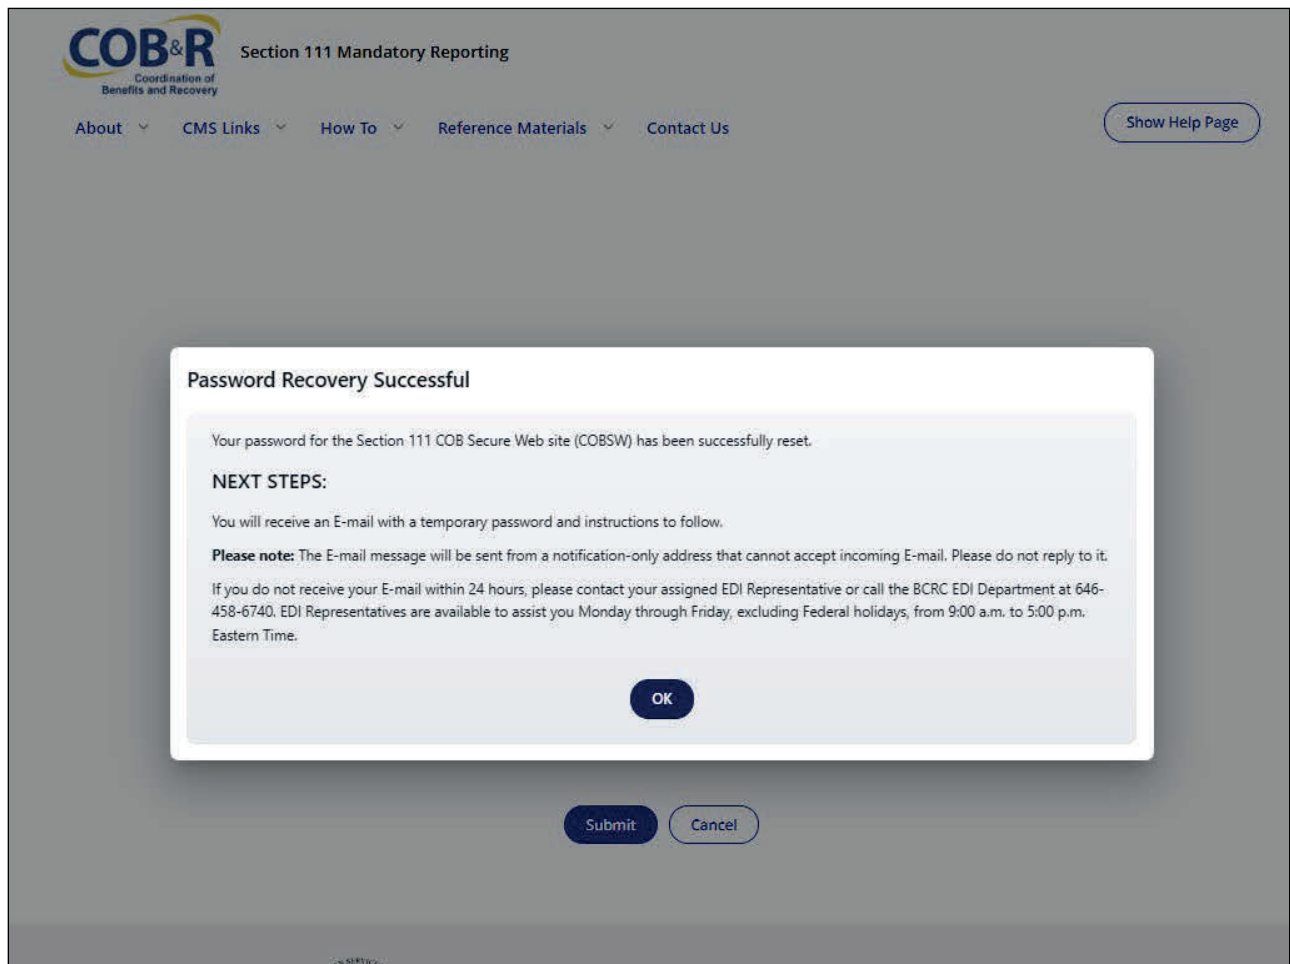 COB&R
Section 111 Mandatory Reporting
Coordination of
Benefits and Recovery
About
CMS Links
How To
Reference Materials
Contact Us
Show Help Page
Password Recovery Successful
Your password for the Section 111 COB Secure Web site (COBSW) has been successfully reset.
NEXT STEPS:
You will receive an E-mail with a temporary password and instructions to follow.
Please note: The E-mail message will be sent from a notification-only address that cannot accept incoming E-mail. Please do not reply to it.
If you do not receive your E-mail within 24 hours, please contact your assigned EDI Representative or call the BCRC EDI Department at 646-
458-6740. EDI Representatives are available to assist you Monday through Friday, excluding Federal holidays, from 9:00 a.m. to 5:00 p.m.
Eastern Time.
OK
Submit
Cancel